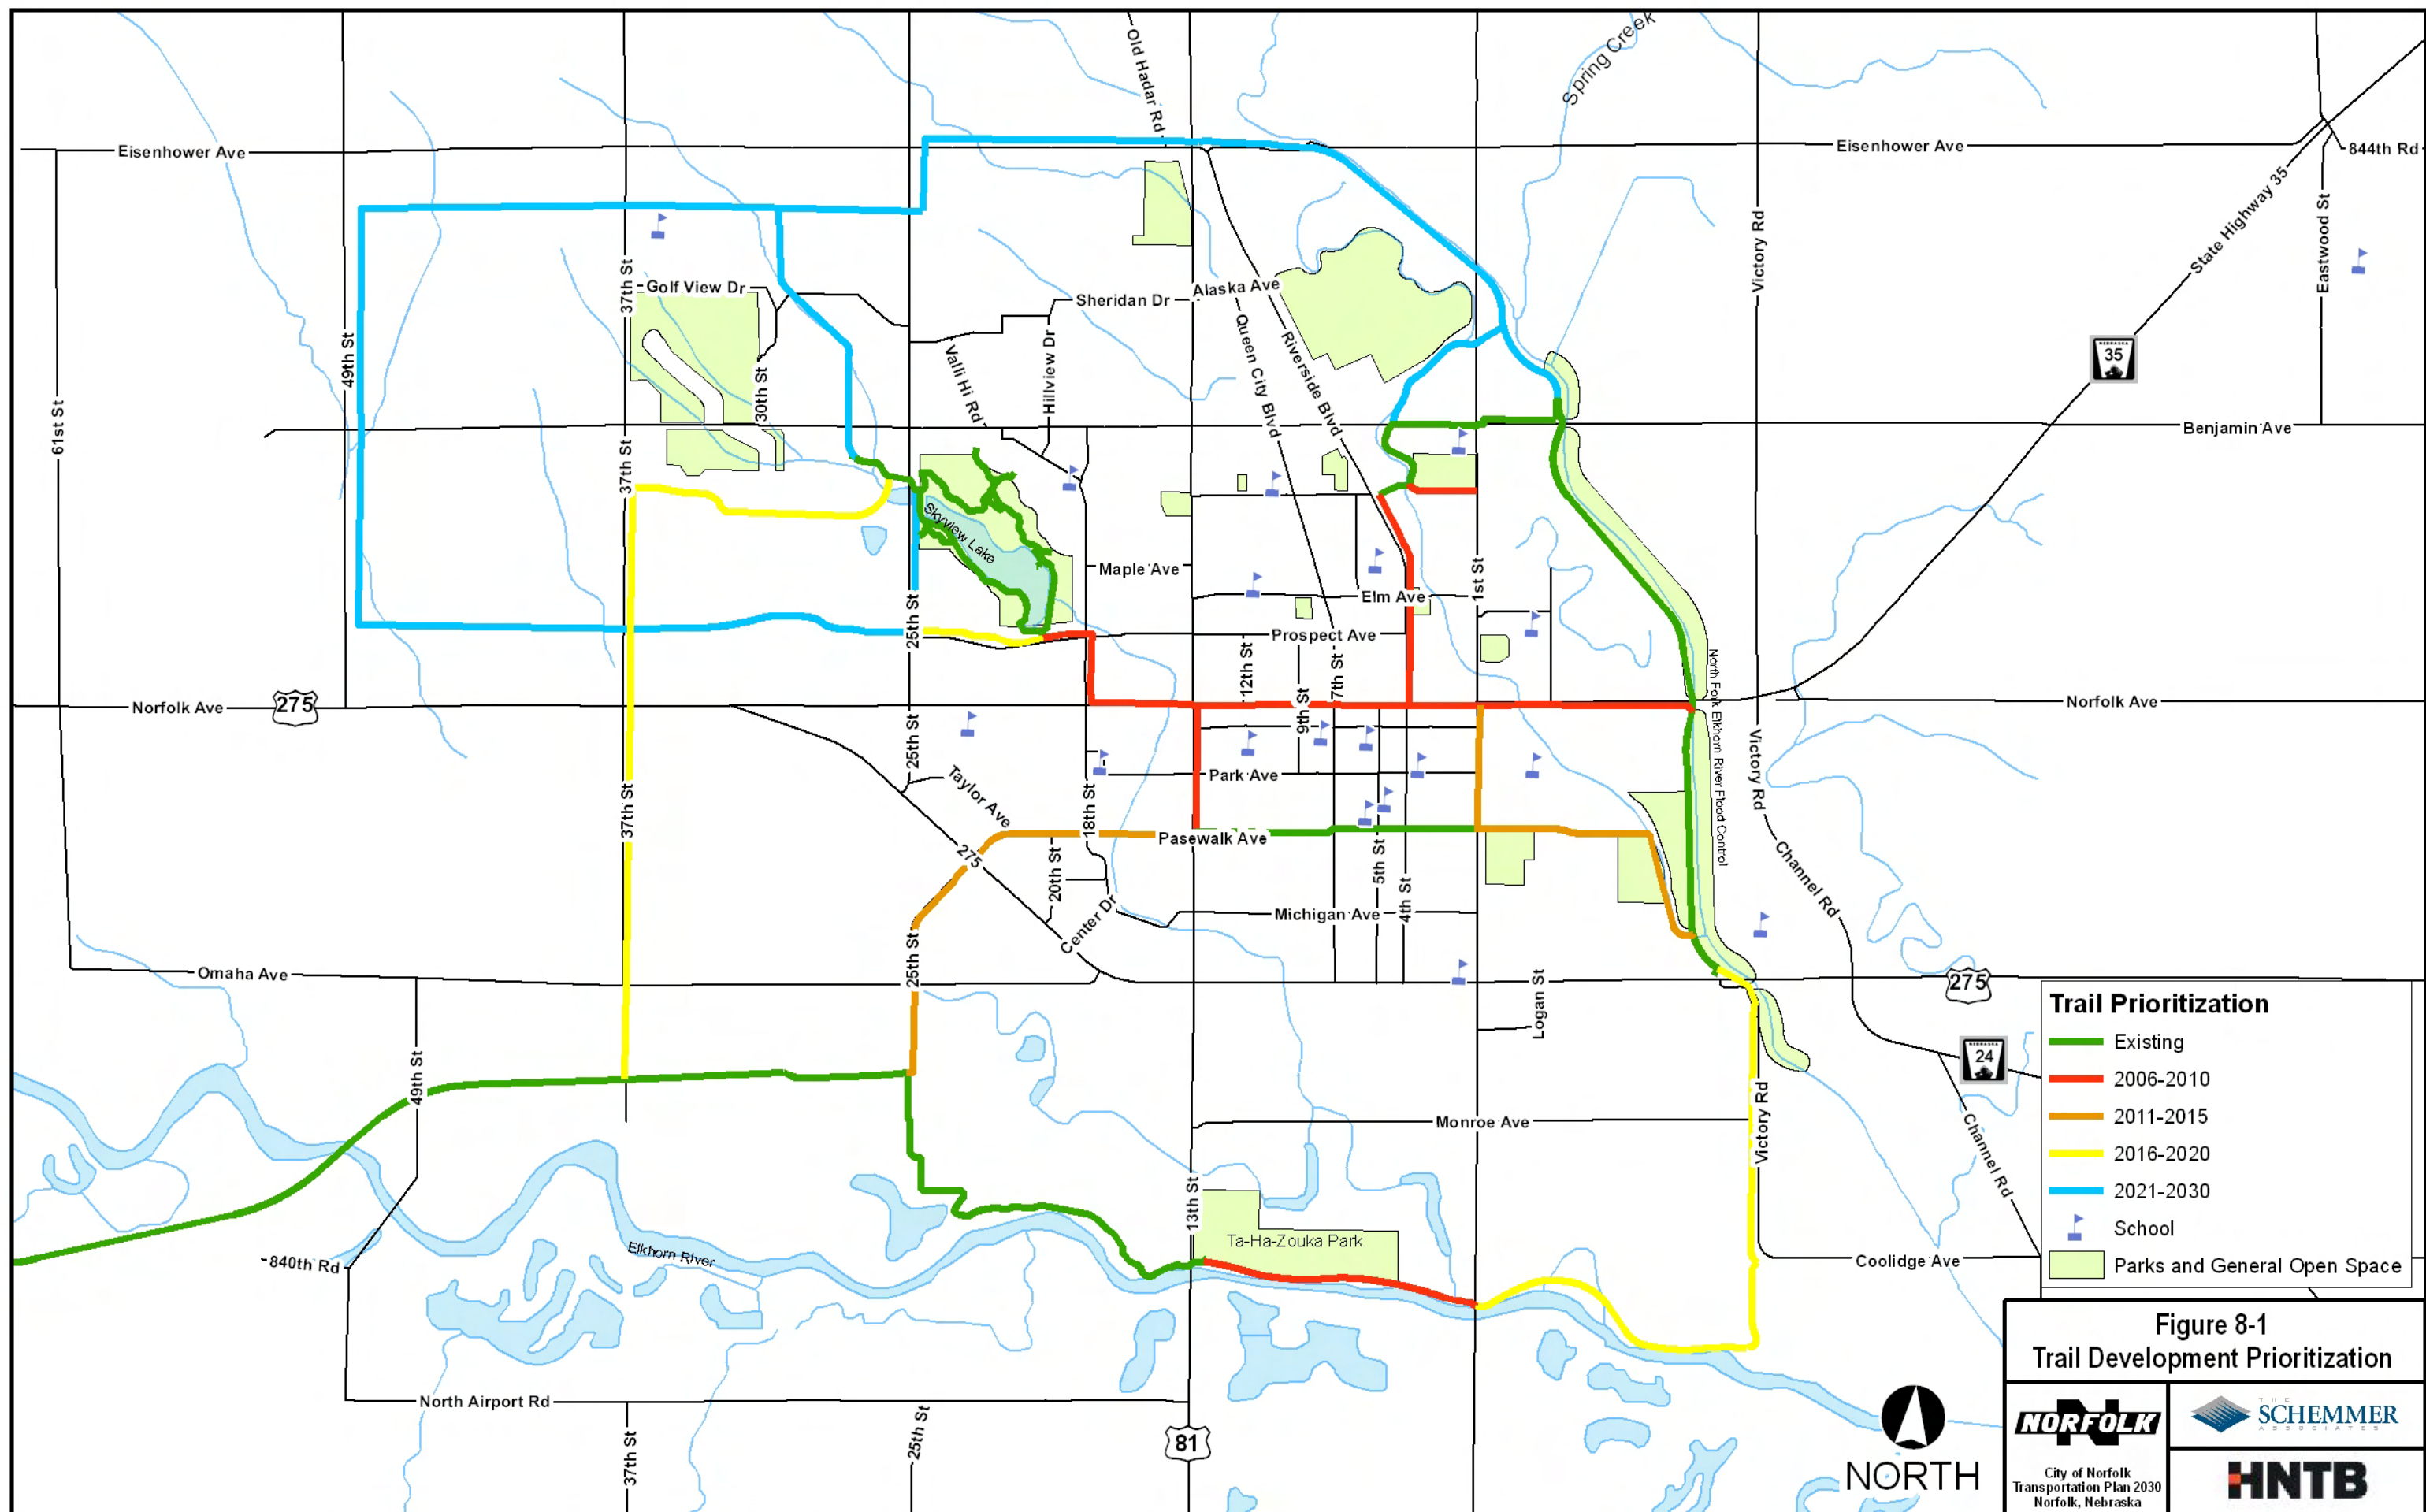 Old Hadar Rd
Spring Creek
Eisenhower Ave
Eisenhower Ave
844th Rd
State Highway 35
Eastwood St
Victory Rd
37th St
Golf View Dr
Sheridan Dr
Alaska Ave
49th St
Valli Hi Rd
Hillview Dr
Queen City Blvd
Riverside Blvd
NEBRASKA
35
30th St
61st St
Benjamin Ave
37th St
Skyview Lake
Maple Ave
Elm Ave
1st St
25th St
Prospect Ave
12th St
9th St
7th St
North Fork Elkhorn River Flood Control
Norfolk Ave
275
Norfolk Ave
25th St
Victory Rd
Taylor Ave
Park Ave
37th St
18th St
Pasewalk Ave
275
20th St
5th St
4th St
Channel Rd
Center Dr
Michigan Ave
25th St
Omaha Ave
Logan St
275
49th St
NEBRASKA
24
Monroe Ave
Victory Rd
Channel Rd
13th St
Ta-Ha-Zouka Park
840th Rd
Elkhorn River
Coolidge Ave
North Airport Rd
37th St
25th St
81
NORTH
Trail Prioritization
Existing
2006-2010
2011-2015
2016-2020
2021-2030
School
Parks and General Open Space
Figure 8-1
Trail Development Prioritization
NORFOLK
City of Norfolk
Transportation Plan 2030
Norfolk, Nebraska
THE
SCHEMMER
ASSOCIATES
HNTB